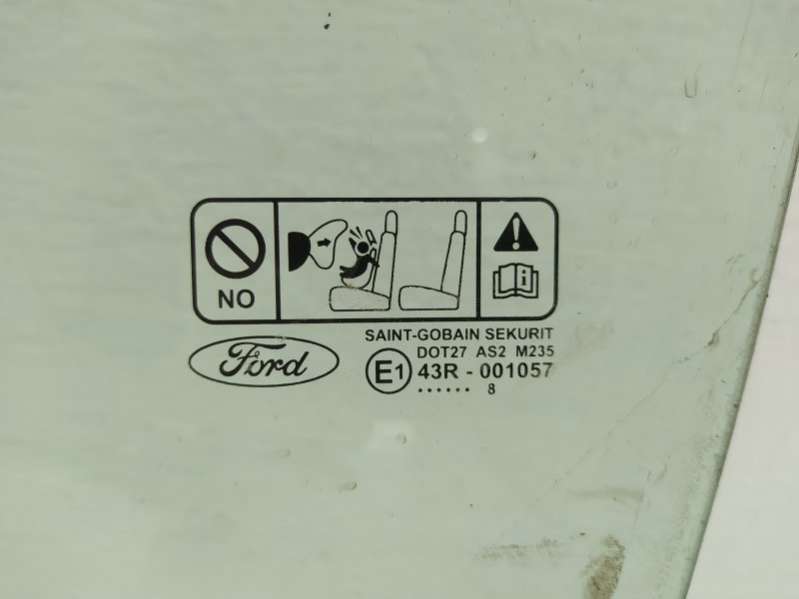 NO
Ford
SAINT-GOBAIN SEKURIT
DOT27 AS2 M235
E1 43R - 001057
...... 8